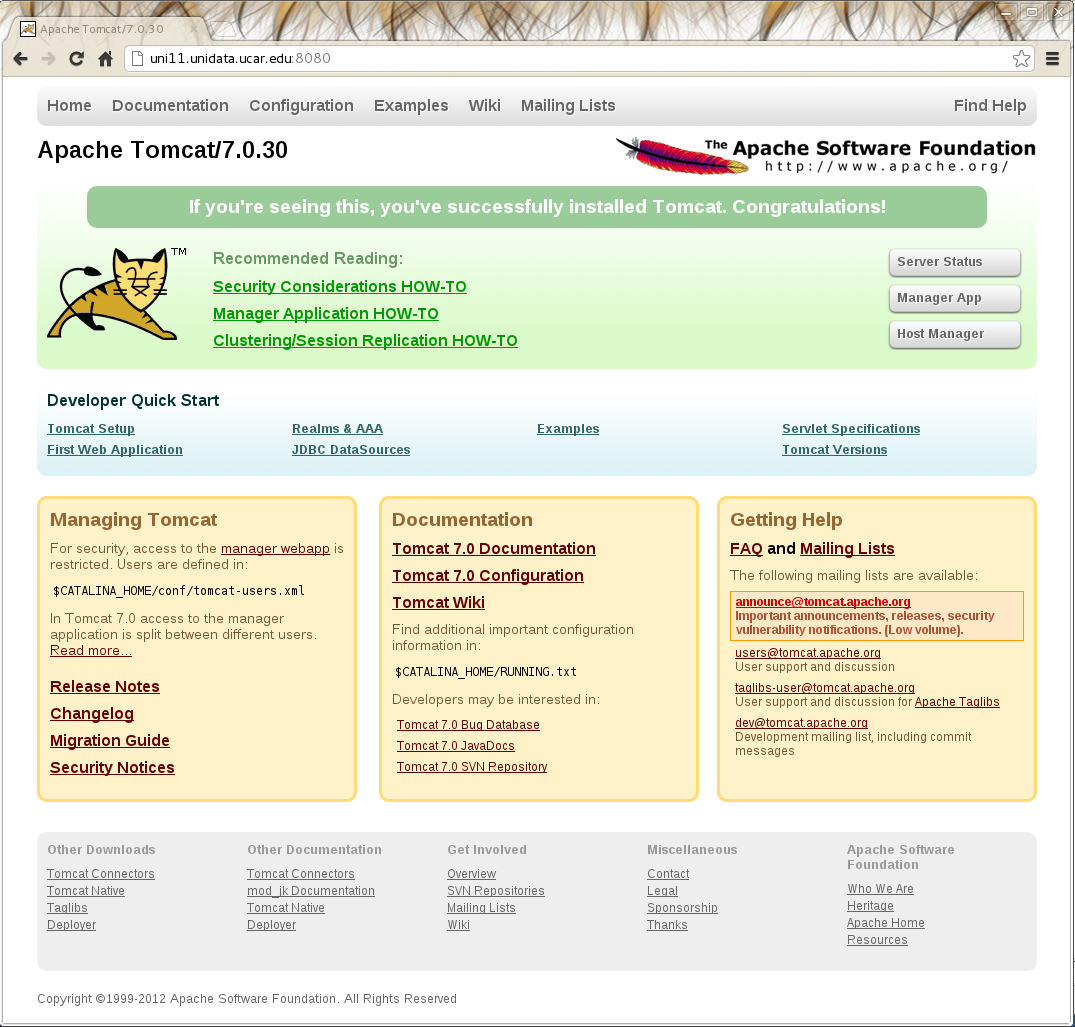 Apache Tomcat/7.0.30
uni11.unidata.ucar.edu:8080
Home Documentation Configuration Examples Wiki Mailing Lists Find Help
Apache Tomcat/7.0.30
The Apache Software Foundation
http://www.apache.org/
If you're seeing this, you've successfully installed Tomcat. Congratulations!
TM
Recommended Reading:
Security Considerations HOW-TO
Manager Application HOW-TO
Clustering/Session Replication HOW-TO
Server Status
Manager App
Host Manager
Developer Quick Start
Tomcat Setup Realms & AAA Examples Servlet Specifications
First Web Application JDBC DataSources Tomcat Versions
Managing Tomcat
For security, access to the manager webapp is
restricted. Users are defined in:
$CATALINA_HOME/conf/tomcat-users.xml
In Tomcat 7.0 access to the manager
application is split between different users.
Read more...
Release Notes
Changelog
Migration Guide
Security Notices
Documentation
Tomcat 7.0 Documentation
Tomcat 7.0 Configuration
Tomcat Wiki
Find additional important configuration
information in:
$CATALINA_HOME/RUNNING.txt
Developers may be interested in:
Tomcat 7.0 Bug Database
Tomcat 7.0 JavaDocs
Tomcat 7.0 SVN Repository
Getting Help
FAQ and Mailing Lists
The following mailing lists are available:
announce@tomcat.apache.org
Important announcements, releases, security
vulnerability notifications. (Low volume).
users@tomcat.apache.org
User support and discussion
taglibs-user@tomcat.apache.org
User support and discussion for Apache Taglibs
dev@tomcat.apache.org
Development mailing list, including commit
messages
Other Downloads
Tomcat Connectors
Tomcat Native
Taglibs
Deployer
Other Documentation
Tomcat Connectors
mod_jk Documentation
Tomcat Native
Deployer
Get Involved
Overview
SVN Repositories
Mailing Lists
Wiki
Miscellaneous
Contact
Legal
Sponsorship
Thanks
Apache Software
Foundation
Who We Are
Heritage
Apache Home
Resources
Copyright ©1999-2012 Apache Software Foundation. All Rights Reserved